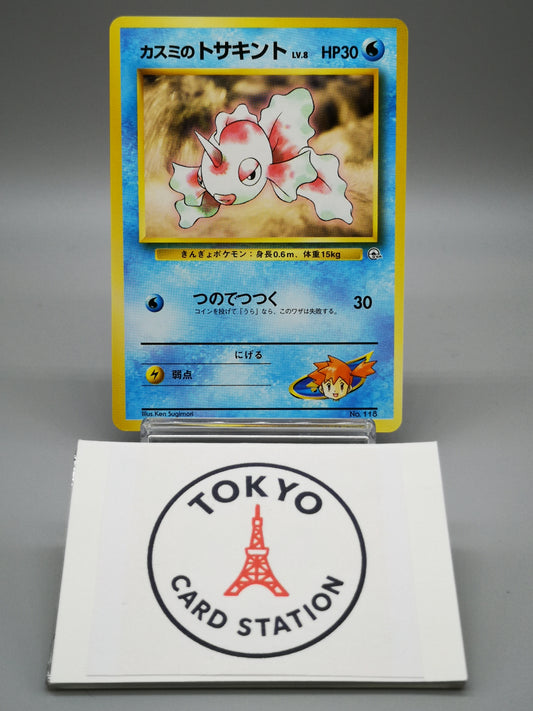 カスミのトサキント LV.8 HP30
きんぎょポケモン：身長0.6m、体重15kg
つのでつつく 30
コインを投げて「うら」なら、このワザは失敗する。
にげる
弱点
Illus. Ken Sugimori No. 118
TOKYO
CARD STATION